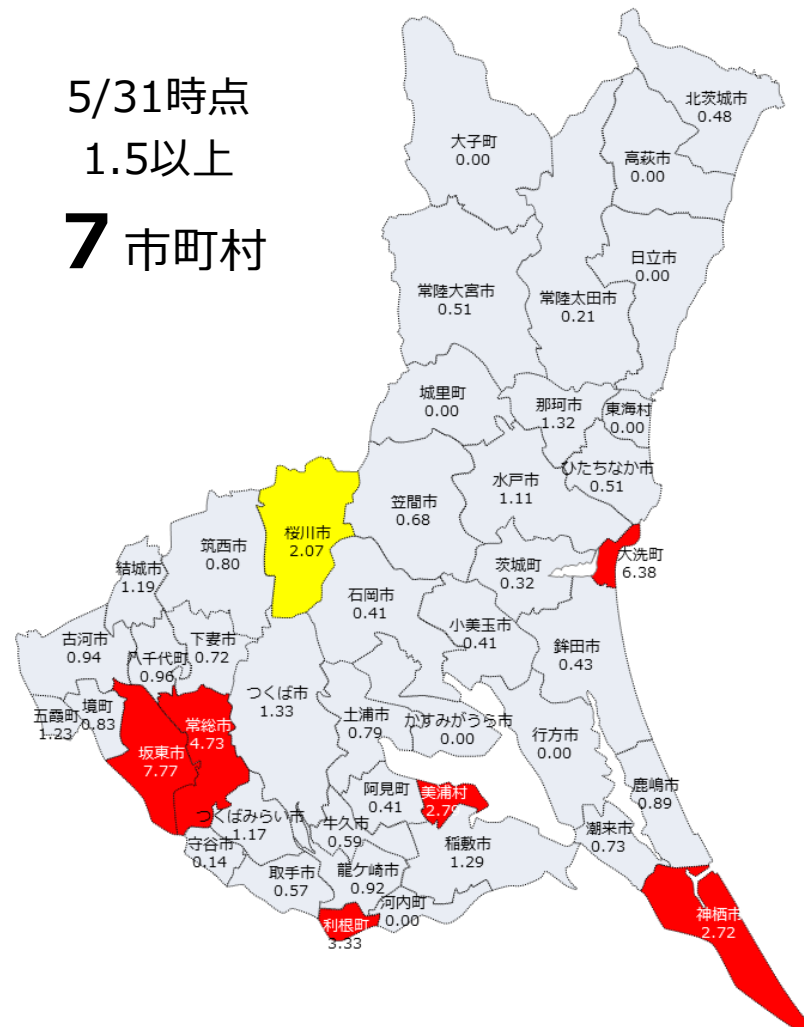 5/31時点
1.5以上
7 市町村
北茨城市
0.48
大子町
0.00
高萩市
0.00
日立市
0.00
常陸大宮市
0.51
常陸太田市
0.21
城里町
0.00
那珂市
1.32
東海村
0.00
ひたちなか市
0.51
水戸市
1.11
笠間市
0.68
桜川市
2.07
筑西市
0.80
結城市
1.19
大洗町
6.38
茨城町
0.32
石岡市
0.41
小美玉市
0.41
鉾田市
0.43
古河市
0.94
八千代町
0.96
下妻市
0.72
つくば市
1.33
五霞町
1.23
境町
0.83
常総市
4.73
坂東市
7.77
土浦市
0.79
かすみがうら市
0.00
行方市
0.00
鹿嶋市
0.89
阿見町
0.41
美浦村
2.79
つくばみらい市
1.17
牛久市
0.59
稲敷市
1.29
潮来市
0.73
守谷市
0.14
取手市
0.57
龍ケ崎市
0.92
河内町
0.00
利根町
3.33
神栖市
2.72